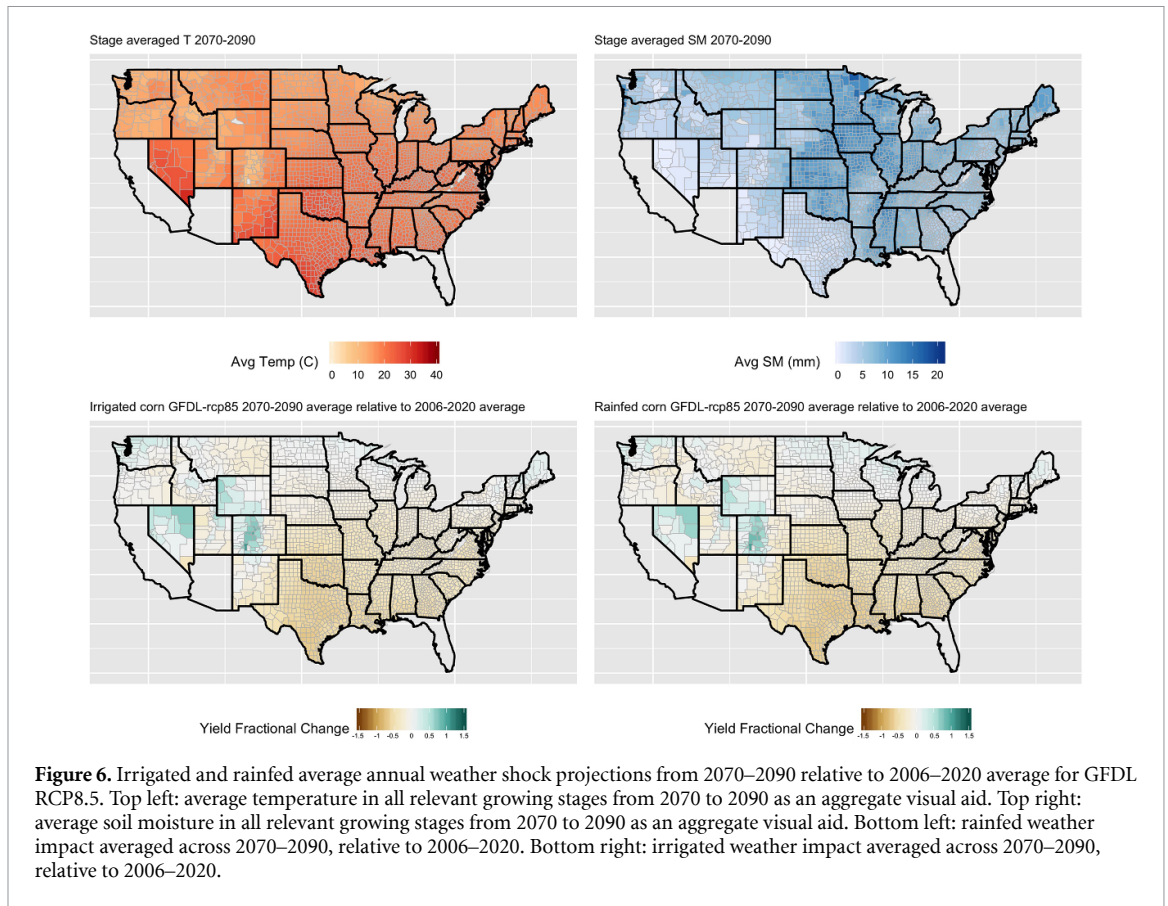 Stage averaged T 2070-2090
Stage averaged SM 2070-2090
Avg Temp (C)
0 10 20 30 40
Avg SM (mm)
0 5 10 15 20
Irrigated corn GFDL-rcp85 2070-2090 average relative to 2006-2020 average
Rainfed corn GFDL-rcp85 2070-2090 average relative to 2006-2020 average
Yield Fractional Change
-1.5 -1 -0.5 0 0.5 1 1.5
Yield Fractional Change
-1.5 -1 -0.5 0 0.5 1 1.5
Figure 6. Irrigated and rainfed average annual weather shock projections from 2070–2090 relative to 2006–2020 average for GFDL
RCP8.5. Top left: average temperature in all relevant growing stages from 2070 to 2090 as an aggregate visual aid. Top right:
average soil moisture in all relevant growing stages from 2070 to 2090 as an aggregate visual aid. Bottom left: rainfed weather
impact averaged across 2070–2090, relative to 2006–2020. Bottom right: irrigated weather impact averaged across 2070–2090,
relative to 2006–2020.